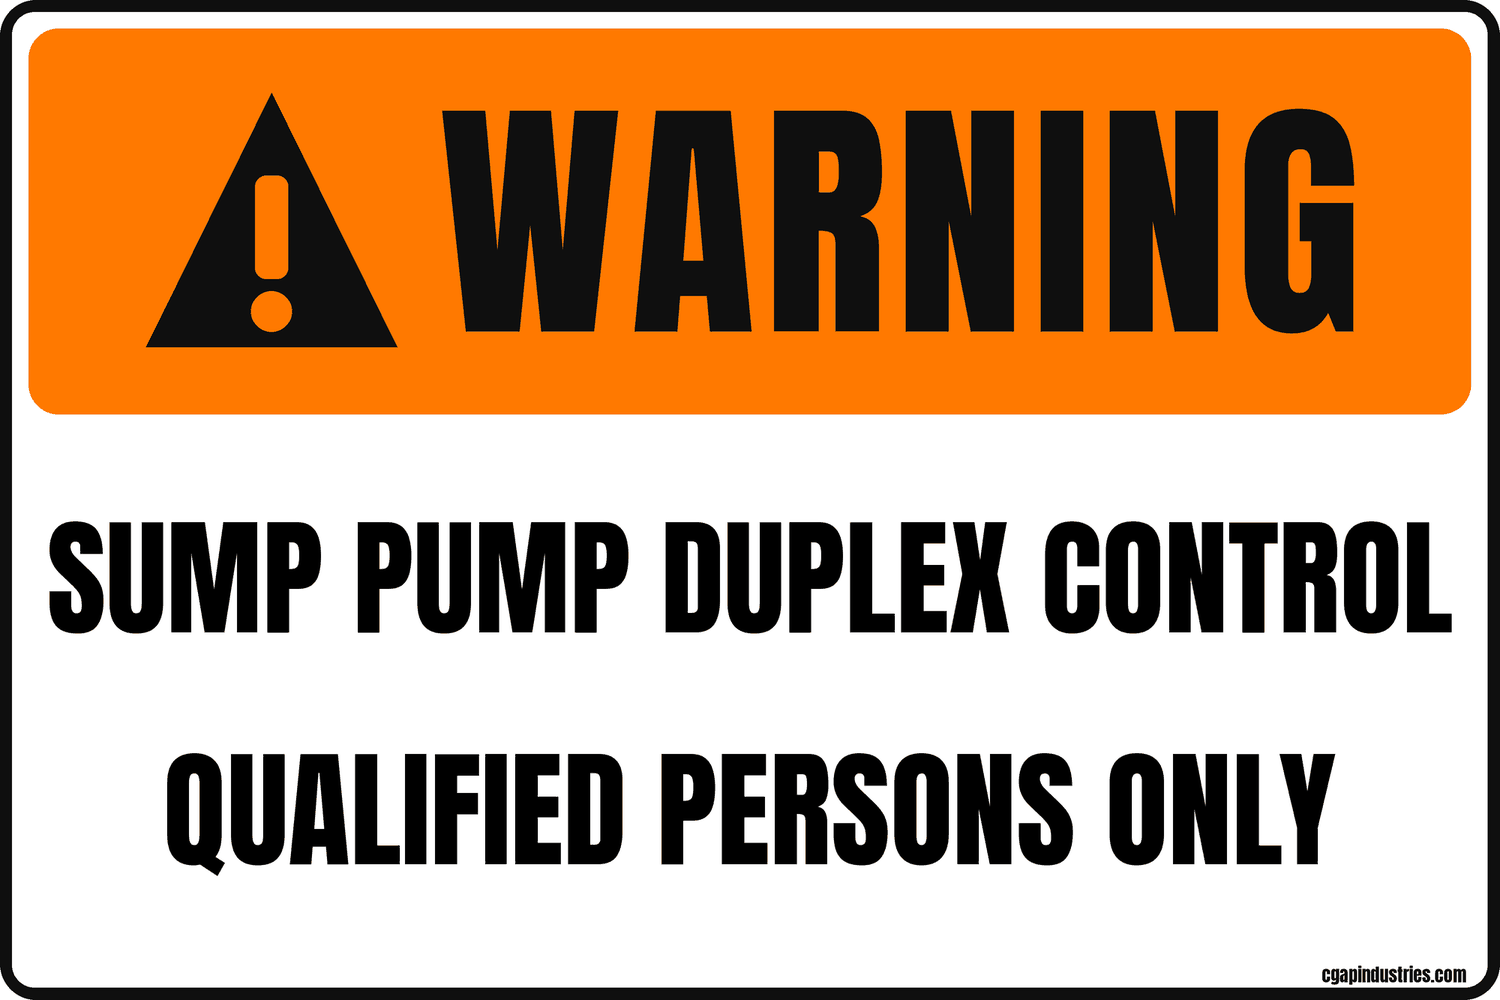 WARNING
SUMP PUMP DUPLEX CONTROL
QUALIFIED PERSONS ONLY
cgapindustries.com